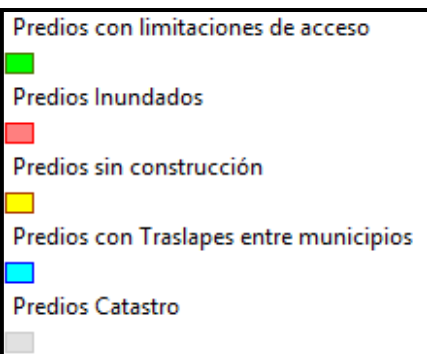 Predios con limitaciones de acceso
Predios Inundados
Predios sin construcción
Predios con Traslapes entre municipios
Predios Catastro